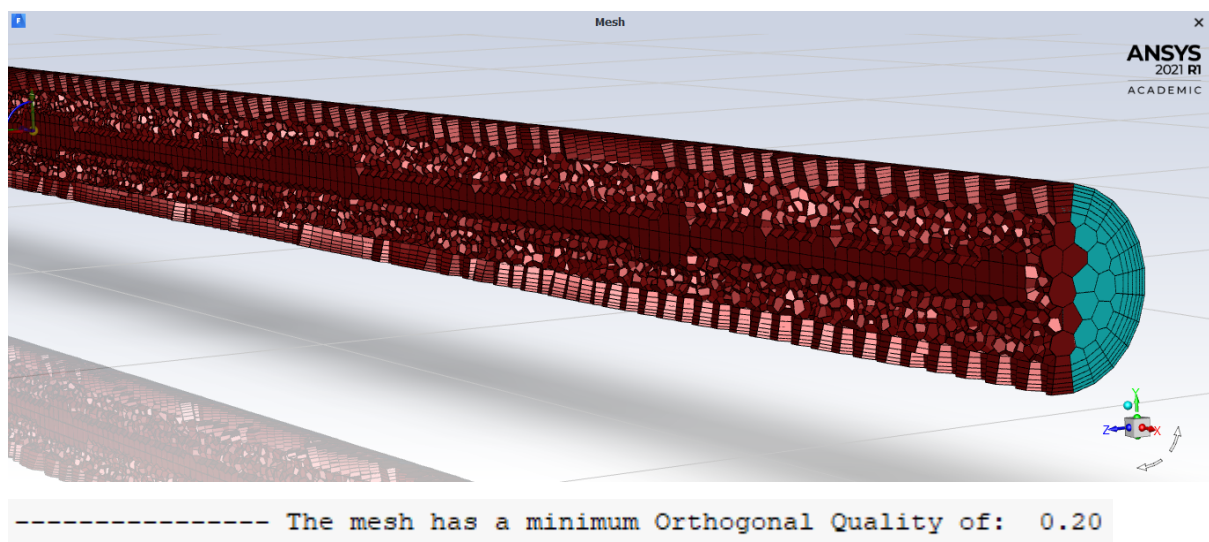 F
Mesh
ANSYS
2021 R1
ACADEMIC
Y
Z
X
---------------- The mesh has a minimum Orthogonal Quality of:  0.20